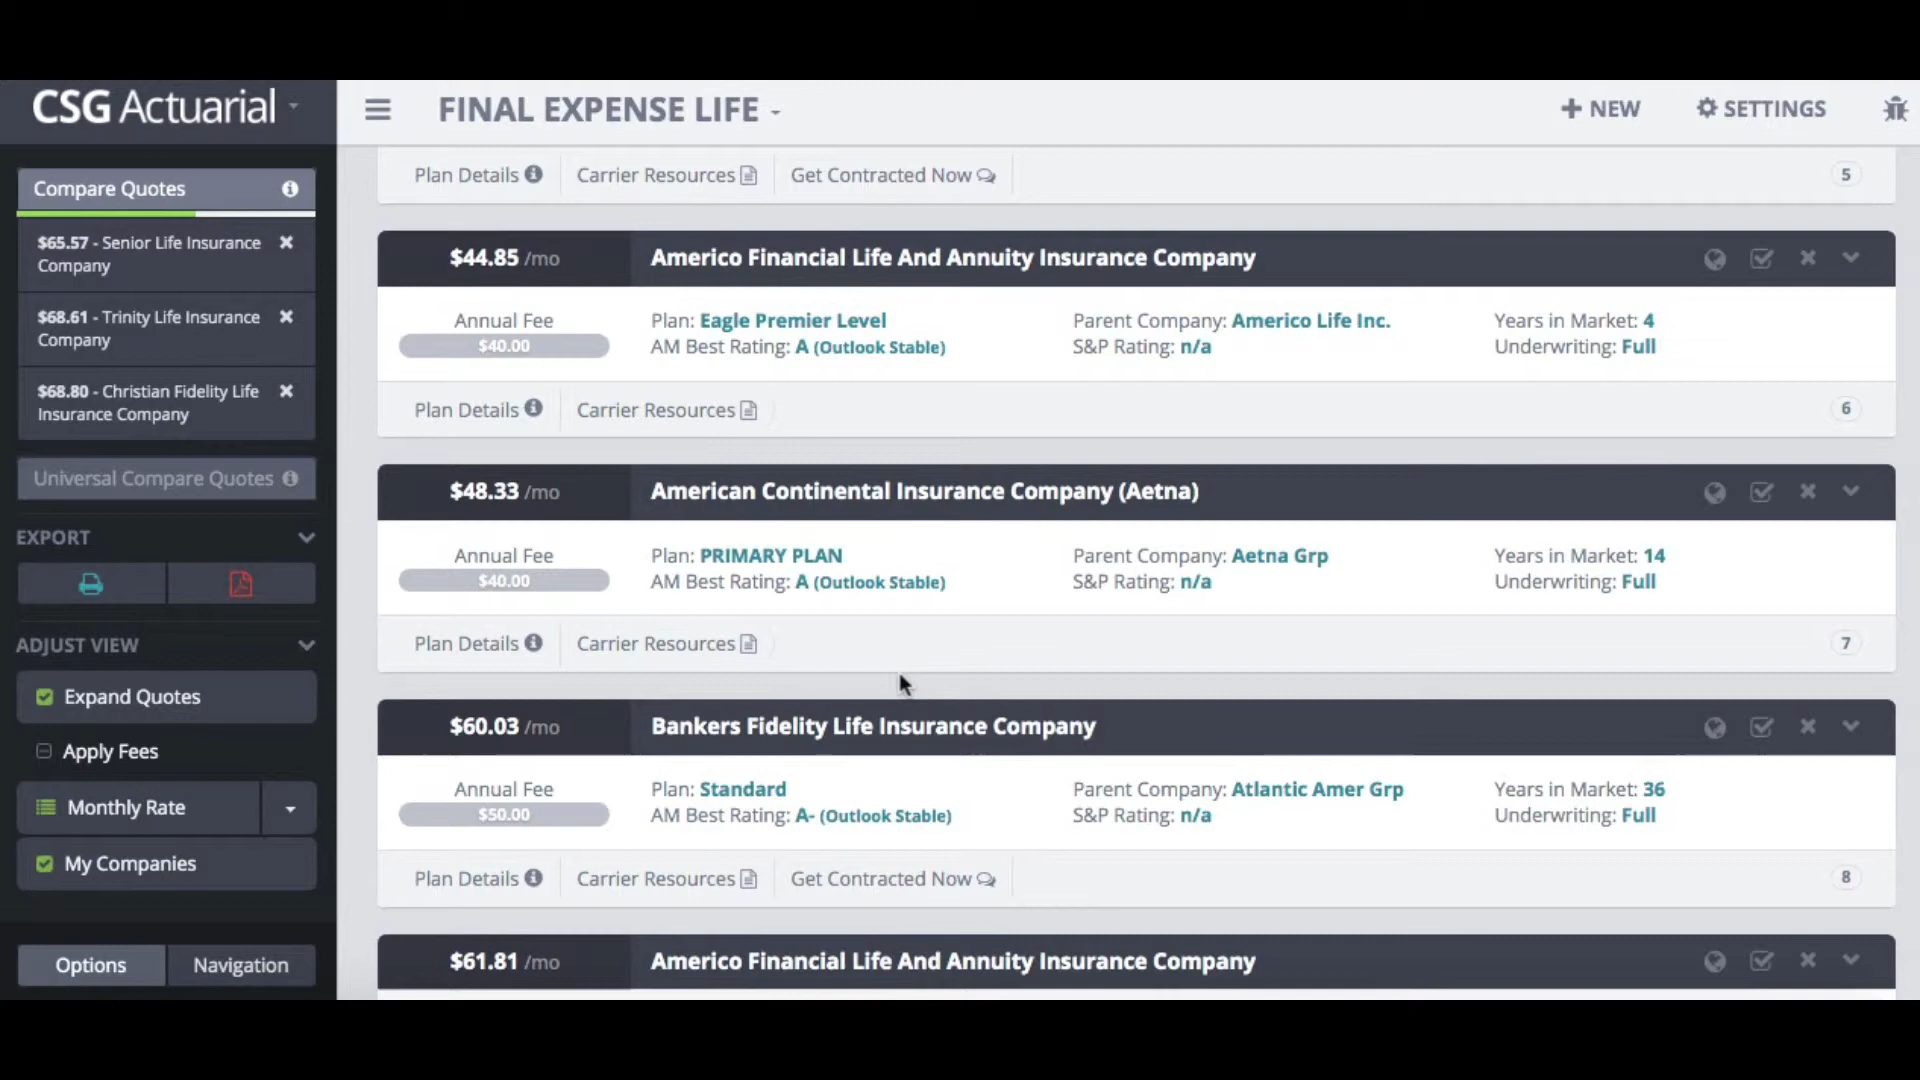 CSG Actuarial
FINAL EXPENSE LIFE
NEW
SETTINGS
Compare Quotes
$65.57 - Senior Life Insurance
Company
$68.61 - Trinity Life Insurance
Company
$68.80 - Christian Fidelity Life
Insurance Company
Universal Compare Quotes
EXPORT
ADJUST VIEW
Expand Quotes
Apply Fees
Monthly Rate
My Companies
Options
Navigation
Plan Details
Carrier Resources
Get Contracted Now
5
$44.85 /mo
Americo Financial Life And Annuity Insurance Company
Annual Fee
$40.00
Plan: Eagle Premier Level
AM Best Rating: A (Outlook Stable)
Parent Company: Americo Life Inc.
S&P Rating: n/a
Years in Market: 4
Underwriting: Full
Plan Details
Carrier Resources
6
$48.33 /mo
American Continental Insurance Company (Aetna)
Annual Fee
$40.00
Plan: PRIMARY PLAN
AM Best Rating: A (Outlook Stable)
Parent Company: Aetna Grp
S&P Rating: n/a
Years in Market: 14
Underwriting: Full
Plan Details
Carrier Resources
7
$60.03 /mo
Bankers Fidelity Life Insurance Company
Annual Fee
$50.00
Plan: Standard
AM Best Rating: A- (Outlook Stable)
Parent Company: Atlantic Amer Grp
S&P Rating: n/a
Years in Market: 36
Underwriting: Full
Plan Details
Carrier Resources
Get Contracted Now
8
$61.81 /mo
Americo Financial Life And Annuity Insurance Company